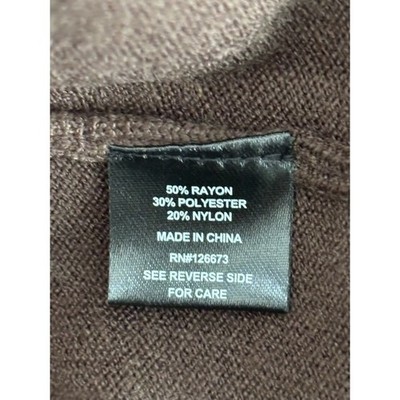 50% RAYON
30% POLYESTER
20% NYLON
MADE IN CHINA
RN#126673
SEE REVERSE SIDE
FOR CARE